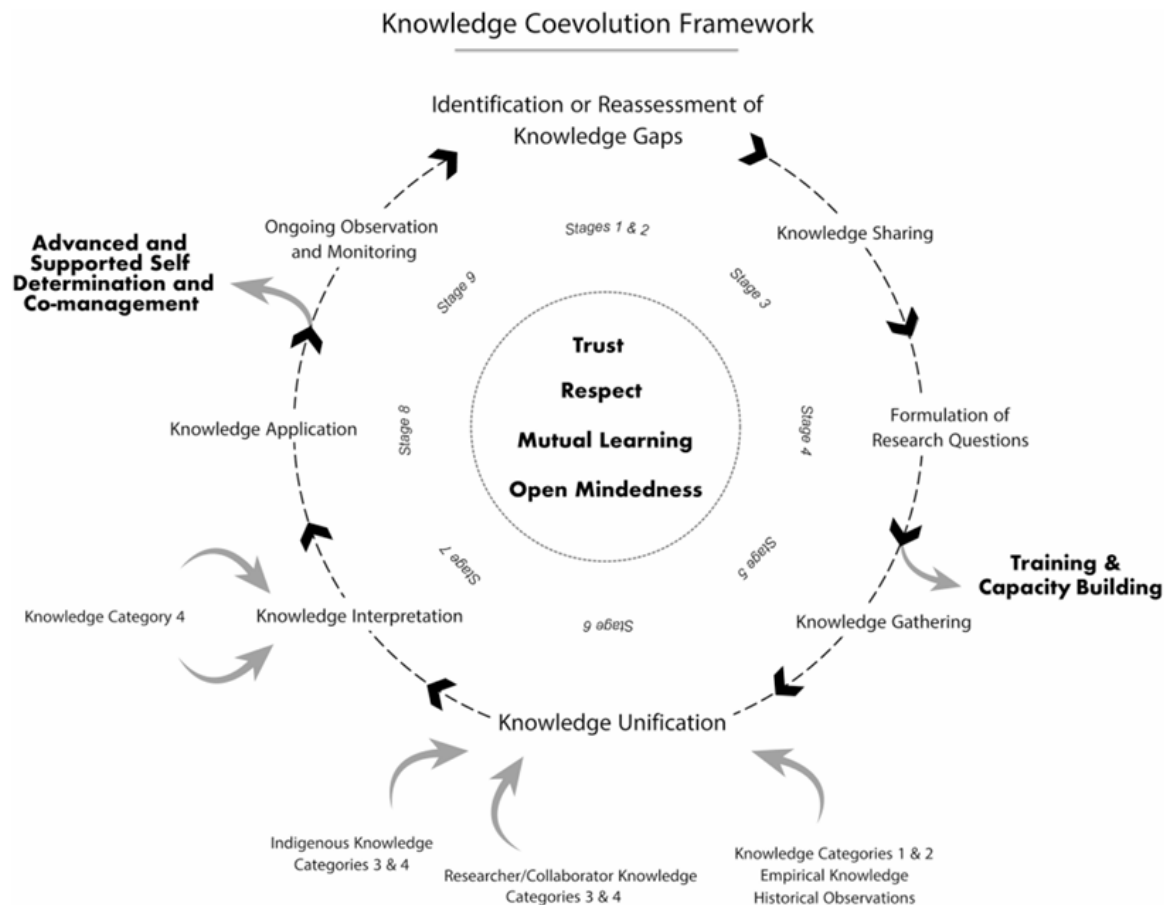 Knowledge Coevolution Framework
Identification or Reassessment of
Knowledge Gaps
Stages 1 & 2
Knowledge Sharing
Stage 3
Formulation of
Research Questions
Stage 4
Training &
Capacity Building
Knowledge Gathering
Stage 5
Knowledge Unification
Stage 6
Knowledge Categories 1 & 2
Empirical Knowledge
Historical Observations
Researcher/Collaborator Knowledge
Categories 3 & 4
Indigenous Knowledge
Categories 3 & 4
Knowledge Interpretation
Stage 7
Knowledge Category 4
Knowledge Application
Stage 8
Advanced and
Supported Self
Determination and
Co-management
Ongoing Observation
and Monitoring
Stage 9
Trust
Respect
Mutual Learning
Open Mindedness